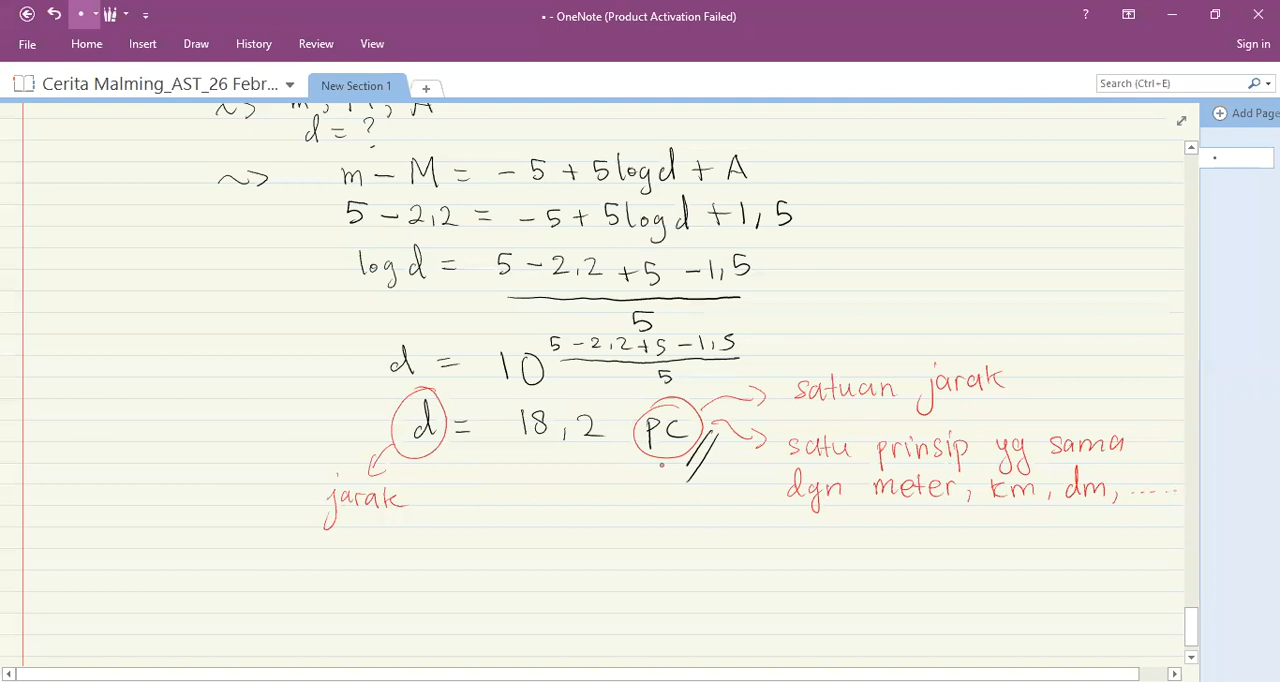 - OneNote (Product Activation Failed)
File Home Insert Draw History Review View Sign in
Cerita Malming_AST_26 Febr... New Section 1 Search (Ctrl+E)
Add Page
m, M, A
d = ?
m - M = - 5 + 5 log d + A
5 - 2,2 = - 5 + 5 log d + 1,5
log d = 5 - 2,2 + 5 - 1,5
5
d = 10 5 - 2,2 + 5 - 1,5
5
d = 18,2 pc
jarak
satuan jarak
satu prinsip yg sama
dgn meter, km, dm, ......